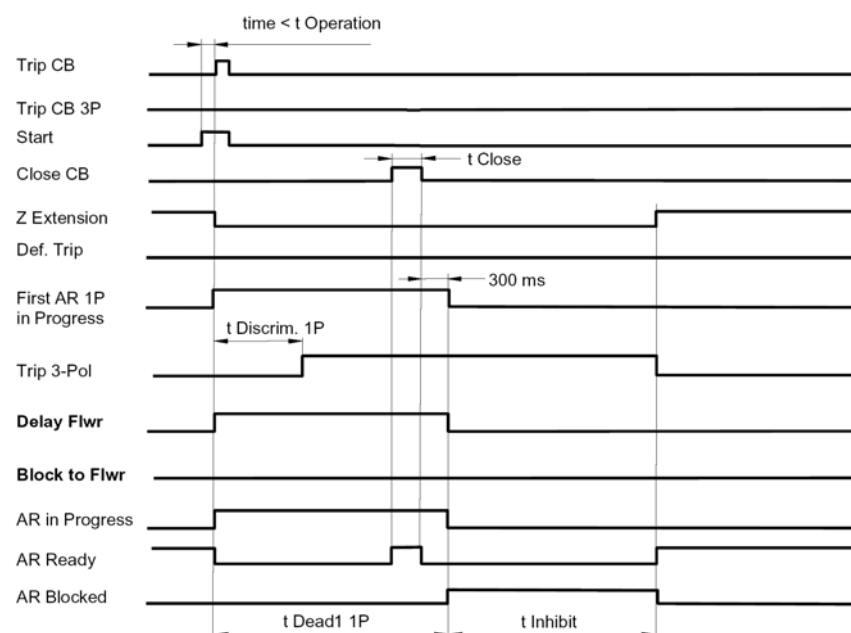 time < t Operation
Trip CB
Trip CB 3P
Start
t Close
Close CB
Z Extension
Def. Trip
300 ms
First AR 1P
in Progress
t Discrim. 1P
Trip 3-Pol
Delay Flwr
Block to Flwr
AR in Progress
AR Ready
AR Blocked
t Dead1 1P
t Inhibit